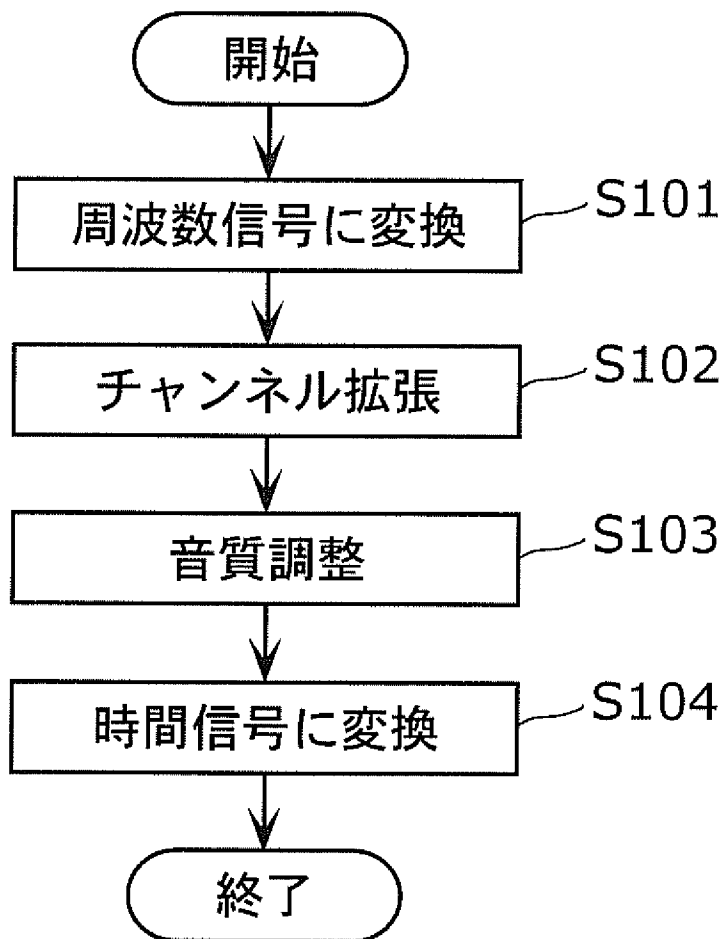 開始
周波数信号に変換 S101
チャンネル拡張 S102
音質調整 S103
時間信号に変換 S104
終了